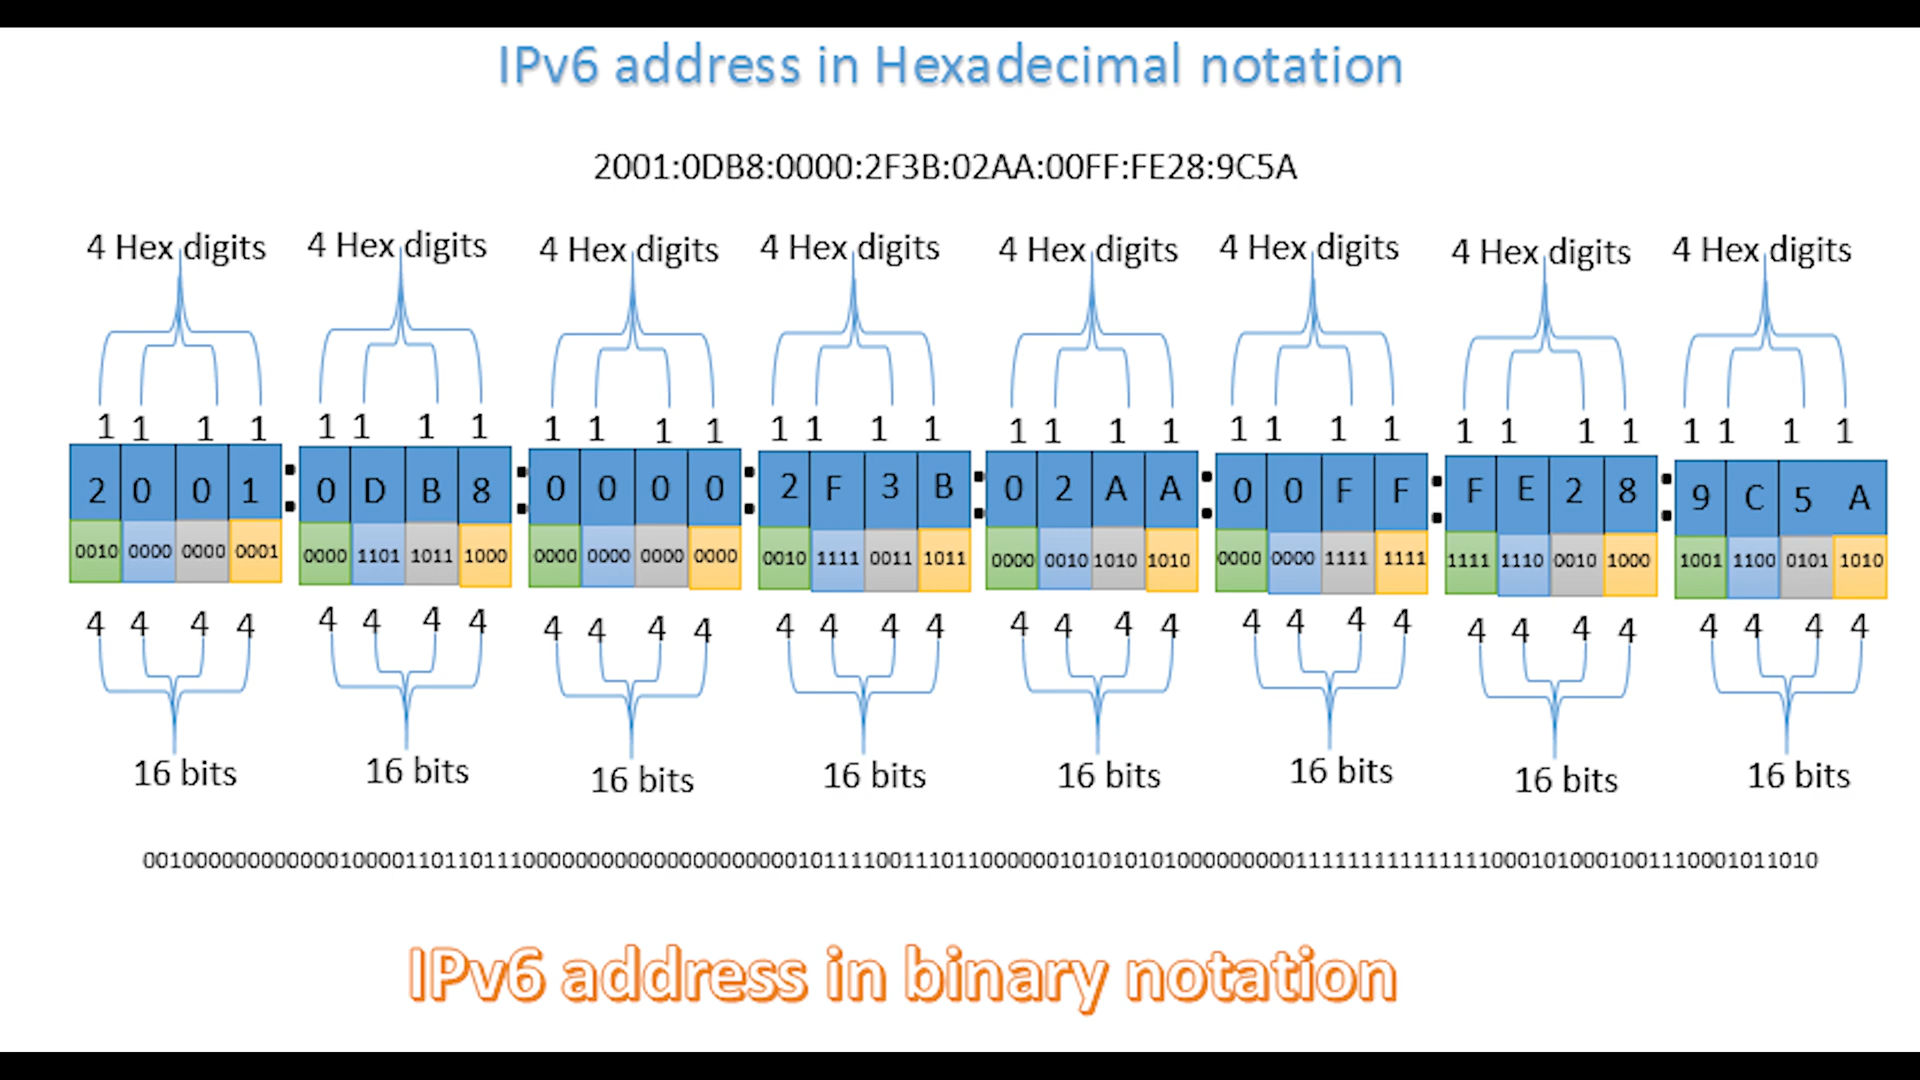 IPv6 address in Hexadecimal notation
2001:0DB8:0000:2F3B:02AA:00FF:FE28:9C5A
4 Hex digits 4 Hex digits 4 Hex digits 4 Hex digits 4 Hex digits 4 Hex digits 4 Hex digits 4 Hex digits
1 1 1 1 1 1 1 1 1 1 1 1 1 1 1 1 1 1 1 1 1 1 1 1 1 1 1 1 1 1 1 1
2 0 0 1 : 0 D B 8 : 0 0 0 0 : 2 F 3 B : 0 2 A A : 0 0 F F : F E 2 8 : 9 C 5 A
0010 0000 0000 0001 0000 1101 1011 1000 0000 0000 0000 0000 0010 1111 0011 1011 0000 0010 1010 1010 0000 0000 1111 1111 1111 1110 0010 1000 1001 1100 0101 1010
4 4 4 4 4 4 4 4 4 4 4 4 4 4 4 4 4 4 4 4 4 4 4 4 4 4 4 4 4 4 4 4
16 bits 16 bits 16 bits 16 bits 16 bits 16 bits 16 bits 16 bits
00100000000000010000110110111000000000000000000000101111001110110000001010101010000000001111111111111110001010001001110001011010
IPv6 address in binary notation